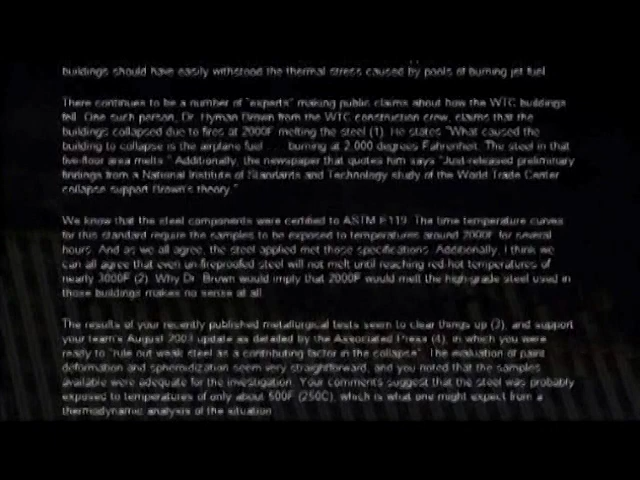 buildings should have easily withstood the thermal stress caused by pools of burning jet fuel.
There continues to be a number of "experts" making public claims about how the WTC buildings
fell. One such person, Dr. Hyman Brown from the WTC construction crew, claims that the
buildings collapsed due to fires at 2000F melting the steel (1). He states "What caused the
building to collapse is the airplane fuel . . . burning at 2,000 degrees Fahrenheit. The steel in that
five-floor area melts." Additionally, the newspaper that quotes him says "Just-released preliminary
findings from a National Institute of Standards and Technology study of the World Trade Center
collapse support Brown's theory."
We know that the steel components were certified to ASTM E119. The time temperature curves
for this standard require the samples to be exposed to temperatures around 2000F for several
hours. And as we all agree, the steel applied met those specifications. Additionally, I think we
can all agree that even un-fireproofed steel will not melt until reaching red-hot temperatures of
nearly 3000F (2). Why Dr. Brown would imply that 2000F would melt the high-grade steel used in
those buildings makes no sense at all.
The results of your recently published metallurgical tests seem to clear things up (3), and support
your team's August 2003 update as detailed by the Associated Press (4), in which you were
ready to "rule out weak steel as a contributing factor in the collapse". The evaluation of paint
deformation and spheroidization seem very straightforward, and you noted that the samples
available were adequate for the investigation. Your comments suggest that the steel was probably
exposed to temperatures of only about 500F (250C), which is what one might expect from a
thermodynamic analysis of the situation.